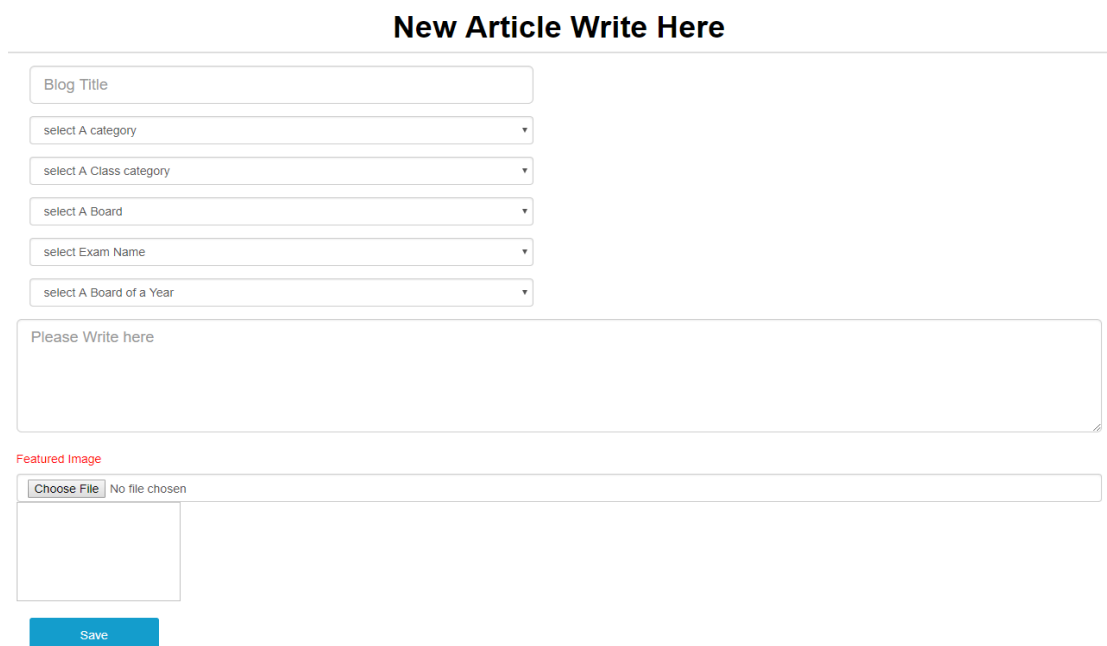 New Article Write Here
Blog Title
select A category
select A Class category
select A Board
select Exam Name
select A Board of a Year
Please Write here
Featured Image
Choose File No file chosen
Save